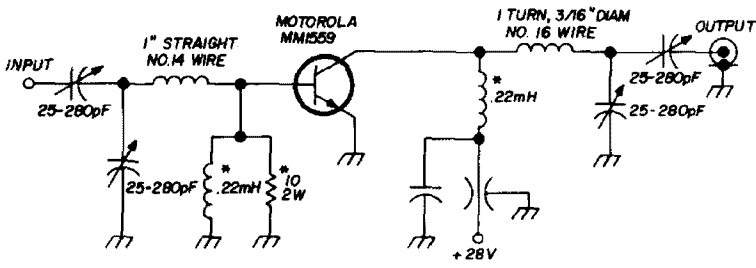 MOTOROLA
MM1559
1 TURN, 3/16" DIAM
NO. 16 WIRE
OUTPUT
1" STRAIGHT
NO.14 WIRE
INPUT
25-280pF
25-280pF
*
.22mH
*
10
2W
*
.22mH
25-280pF
25-280pF
+28V